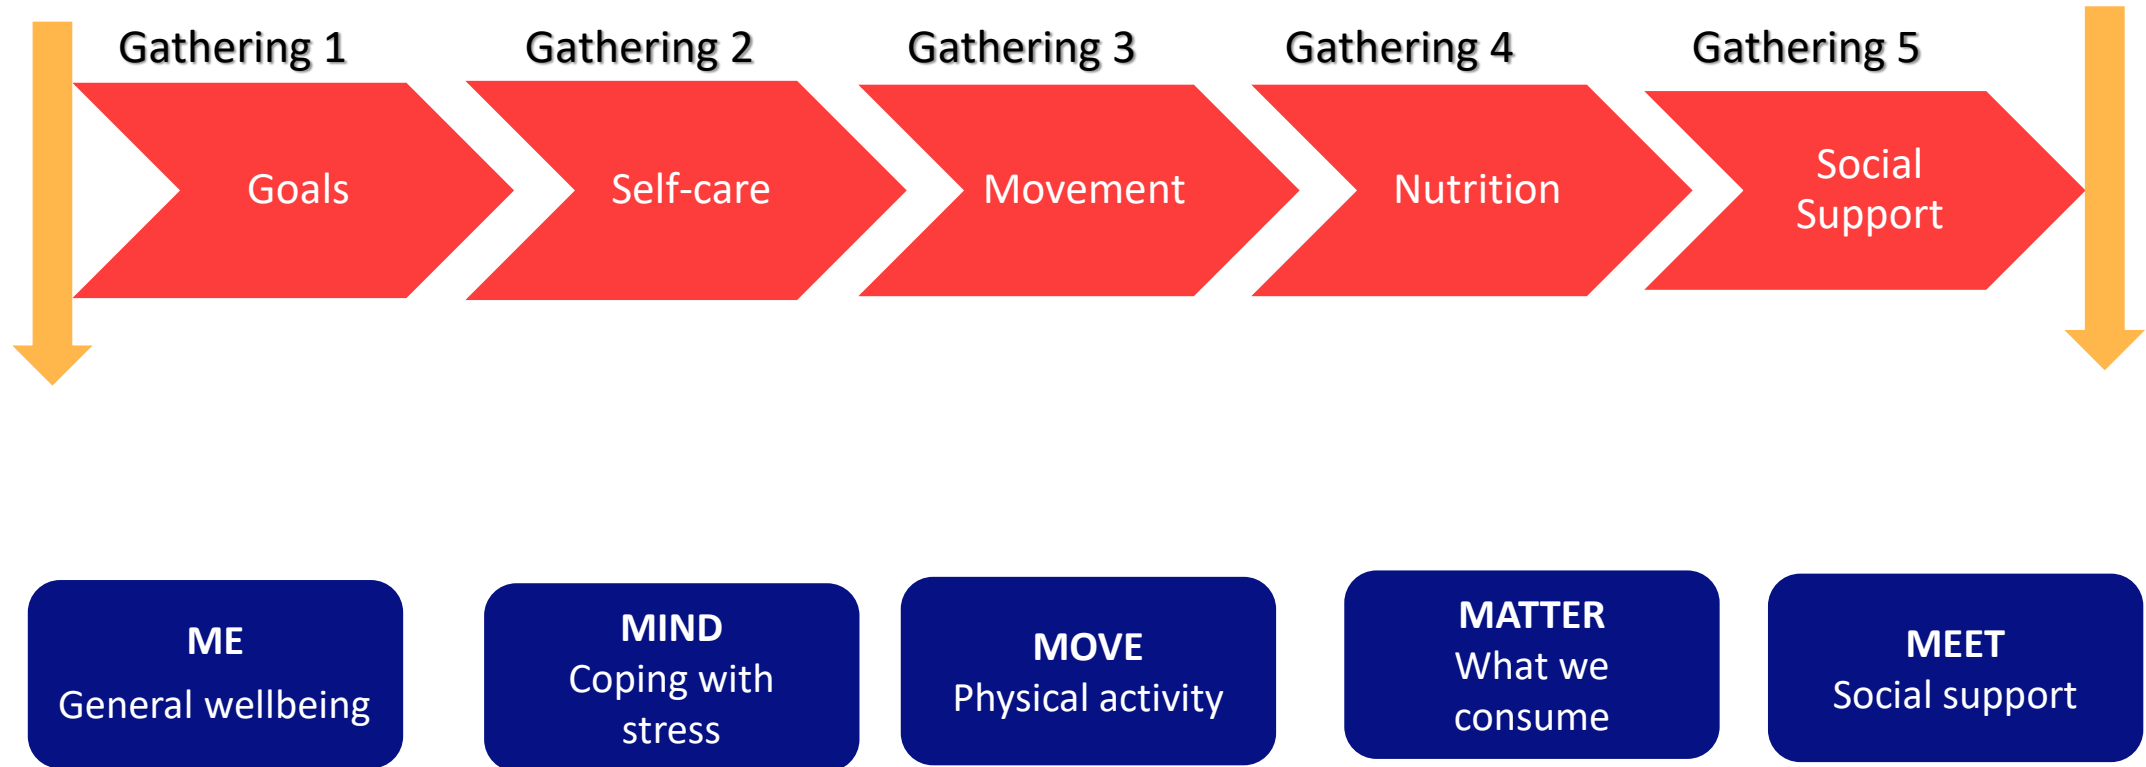 Gathering 1
Gathering 2
Gathering 3
Gathering 4
Gathering 5
Goals
Self-care
Movement
Nutrition
Social
Support
ME
General wellbeing
MIND
Coping with
stress
MOVE
Physical activity
MATTER
What we
consume
MEET
Social support